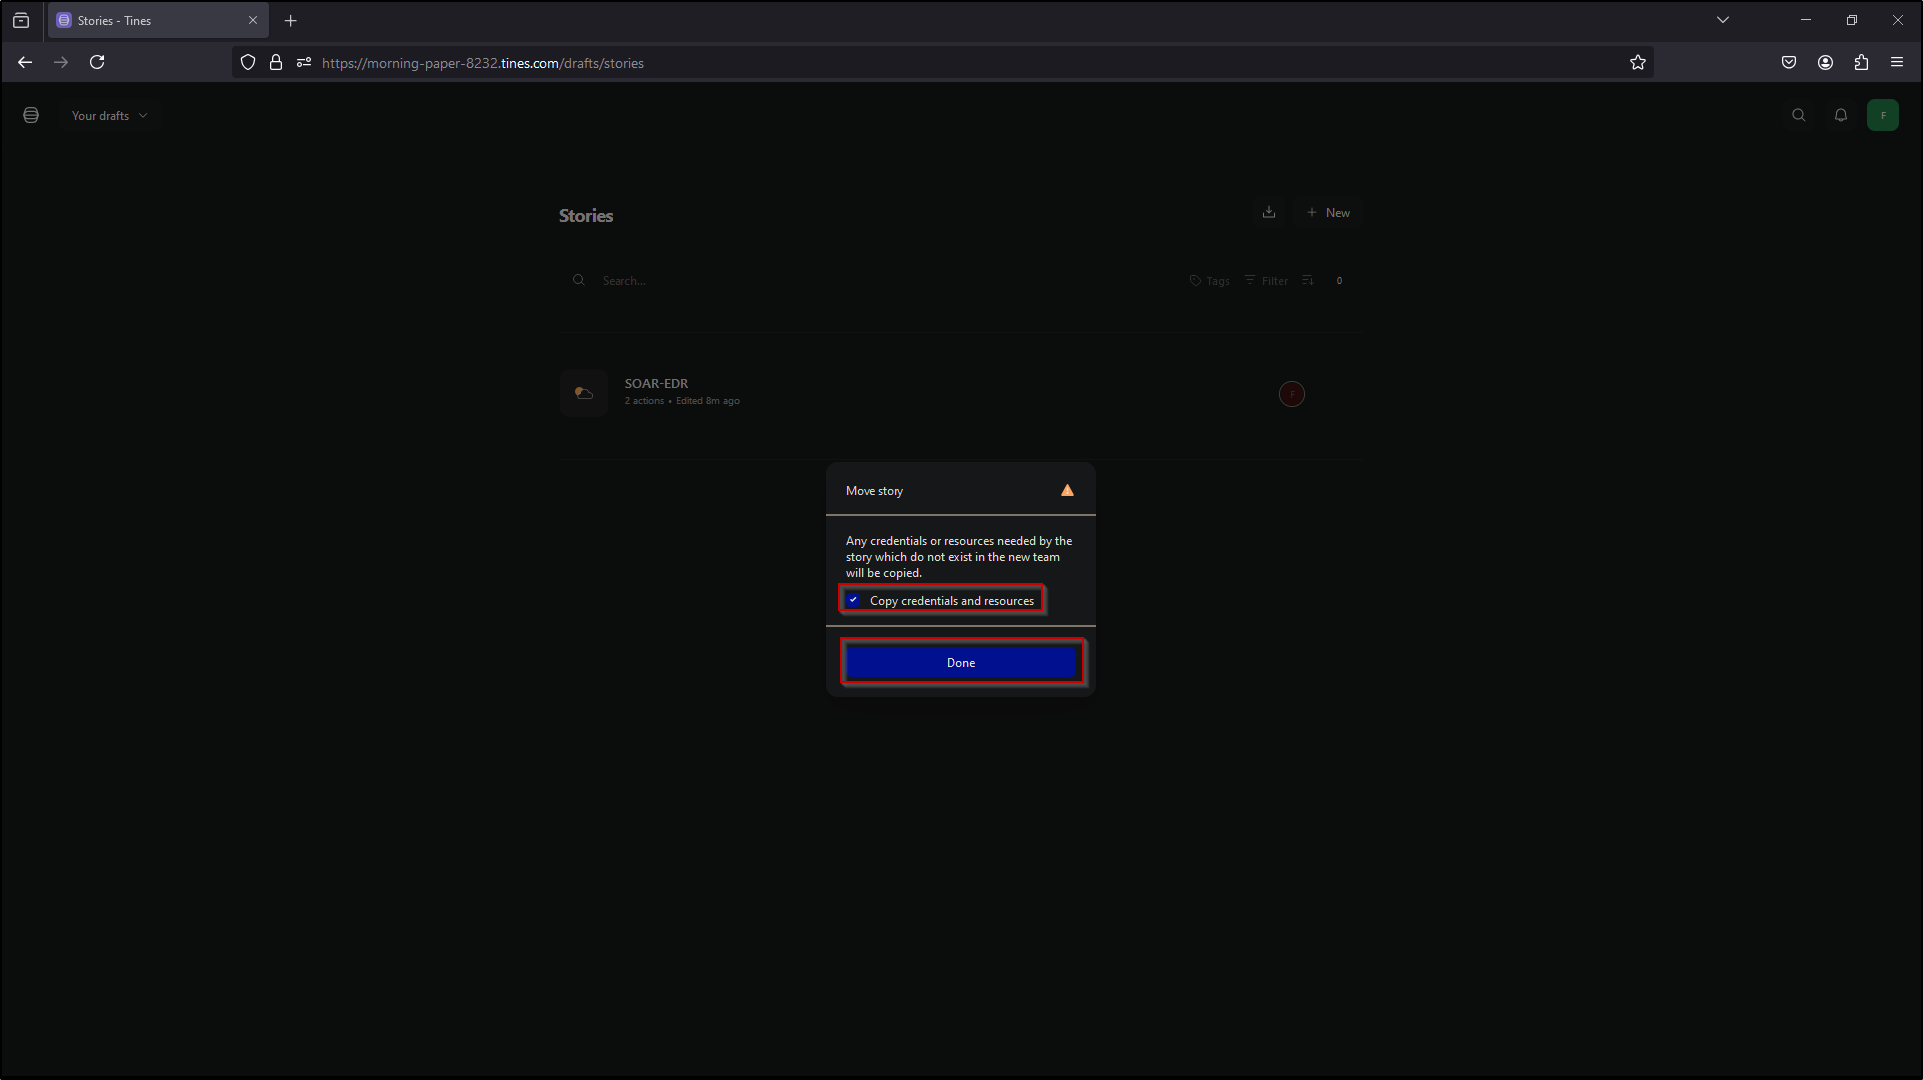 Stories - Tines
https://morning-paper-8232.tines.com/drafts/stories
Your drafts
F
Stories
New
Search...
Tags
Filter
0
SOAR-EDR
2 actions • Edited 8m ago
F
Move story
Any credentials or resources needed by the
story which do not exist in the new team
will be copied.
Copy credentials and resources
Done